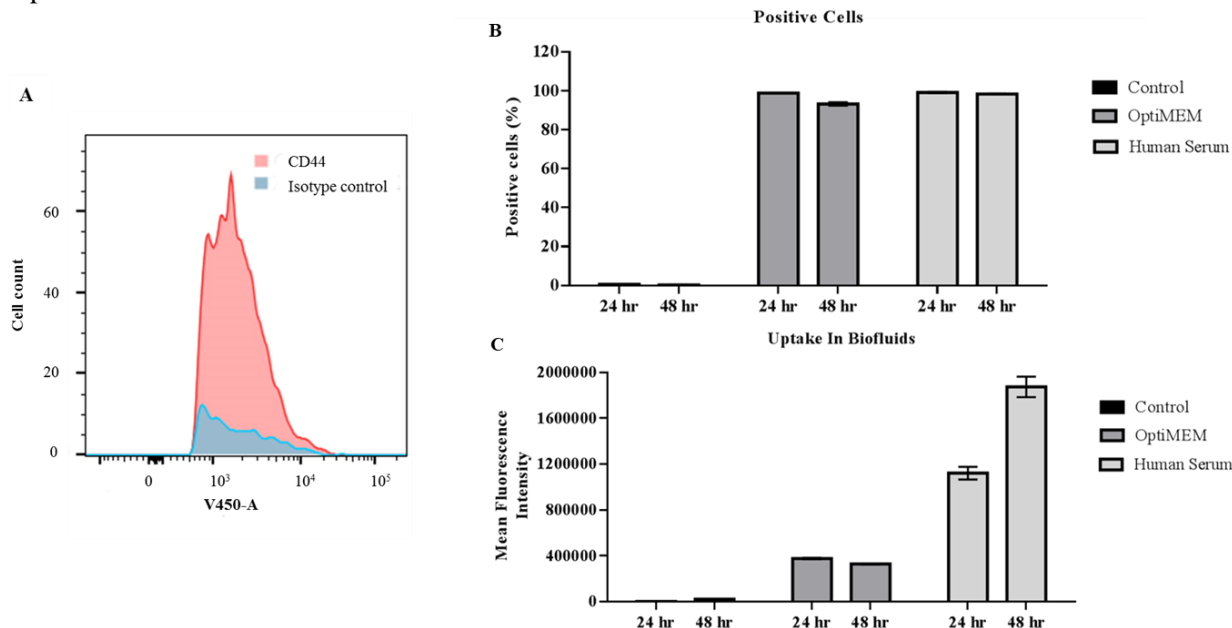 A
CD44
Isotype control
60
40
20
0
Cell count
0 10³ 10⁴ 10⁵
V450-A
Positive Cells
B
120
100
80
60
40
20
0
Positive cells (%)
24 hr 48 hr 24 hr 48 hr 24 hr 48 hr
Control
OptiMEM
Human Serum
Uptake In Biofluids
C
2000000
1600000
1200000
800000
400000
0
Mean Fluorescence
Intensity
24 hr 48 hr 24 hr 48 hr 24 hr 48 hr
Control
OptiMEM
Human Serum